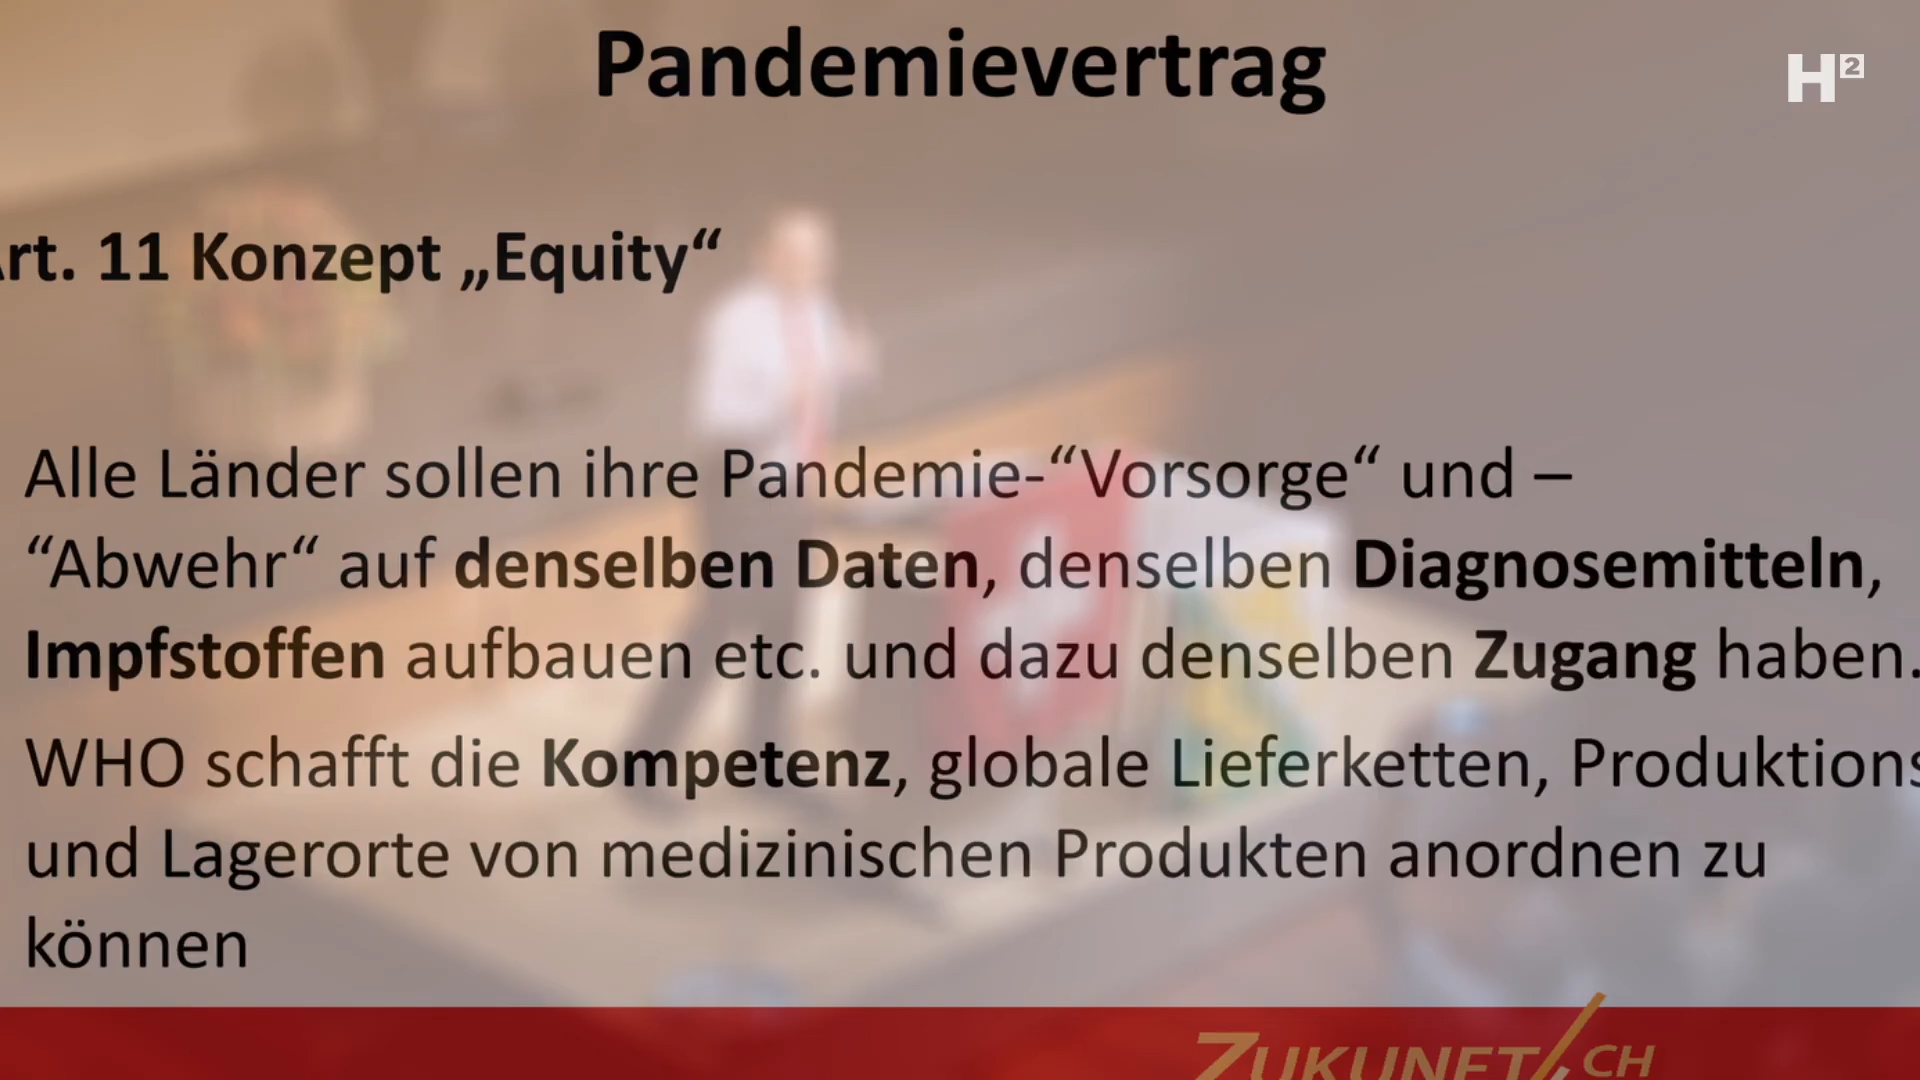 Pandemievertrag
H2
rt. 11 Konzept „Equity“
Alle Länder sollen ihre Pandemie-“Vorsorge“ und –
“Abwehr“ auf denselben Daten, denselben Diagnosemitteln,
Impfstoffen aufbauen etc. und dazu denselben Zugang haben.
WHO schafft die Kompetenz, globale Lieferketten, Produktions
und Lagerorte von medizinischen Produkten anordnen zu
können
ZUKUNFT/CH